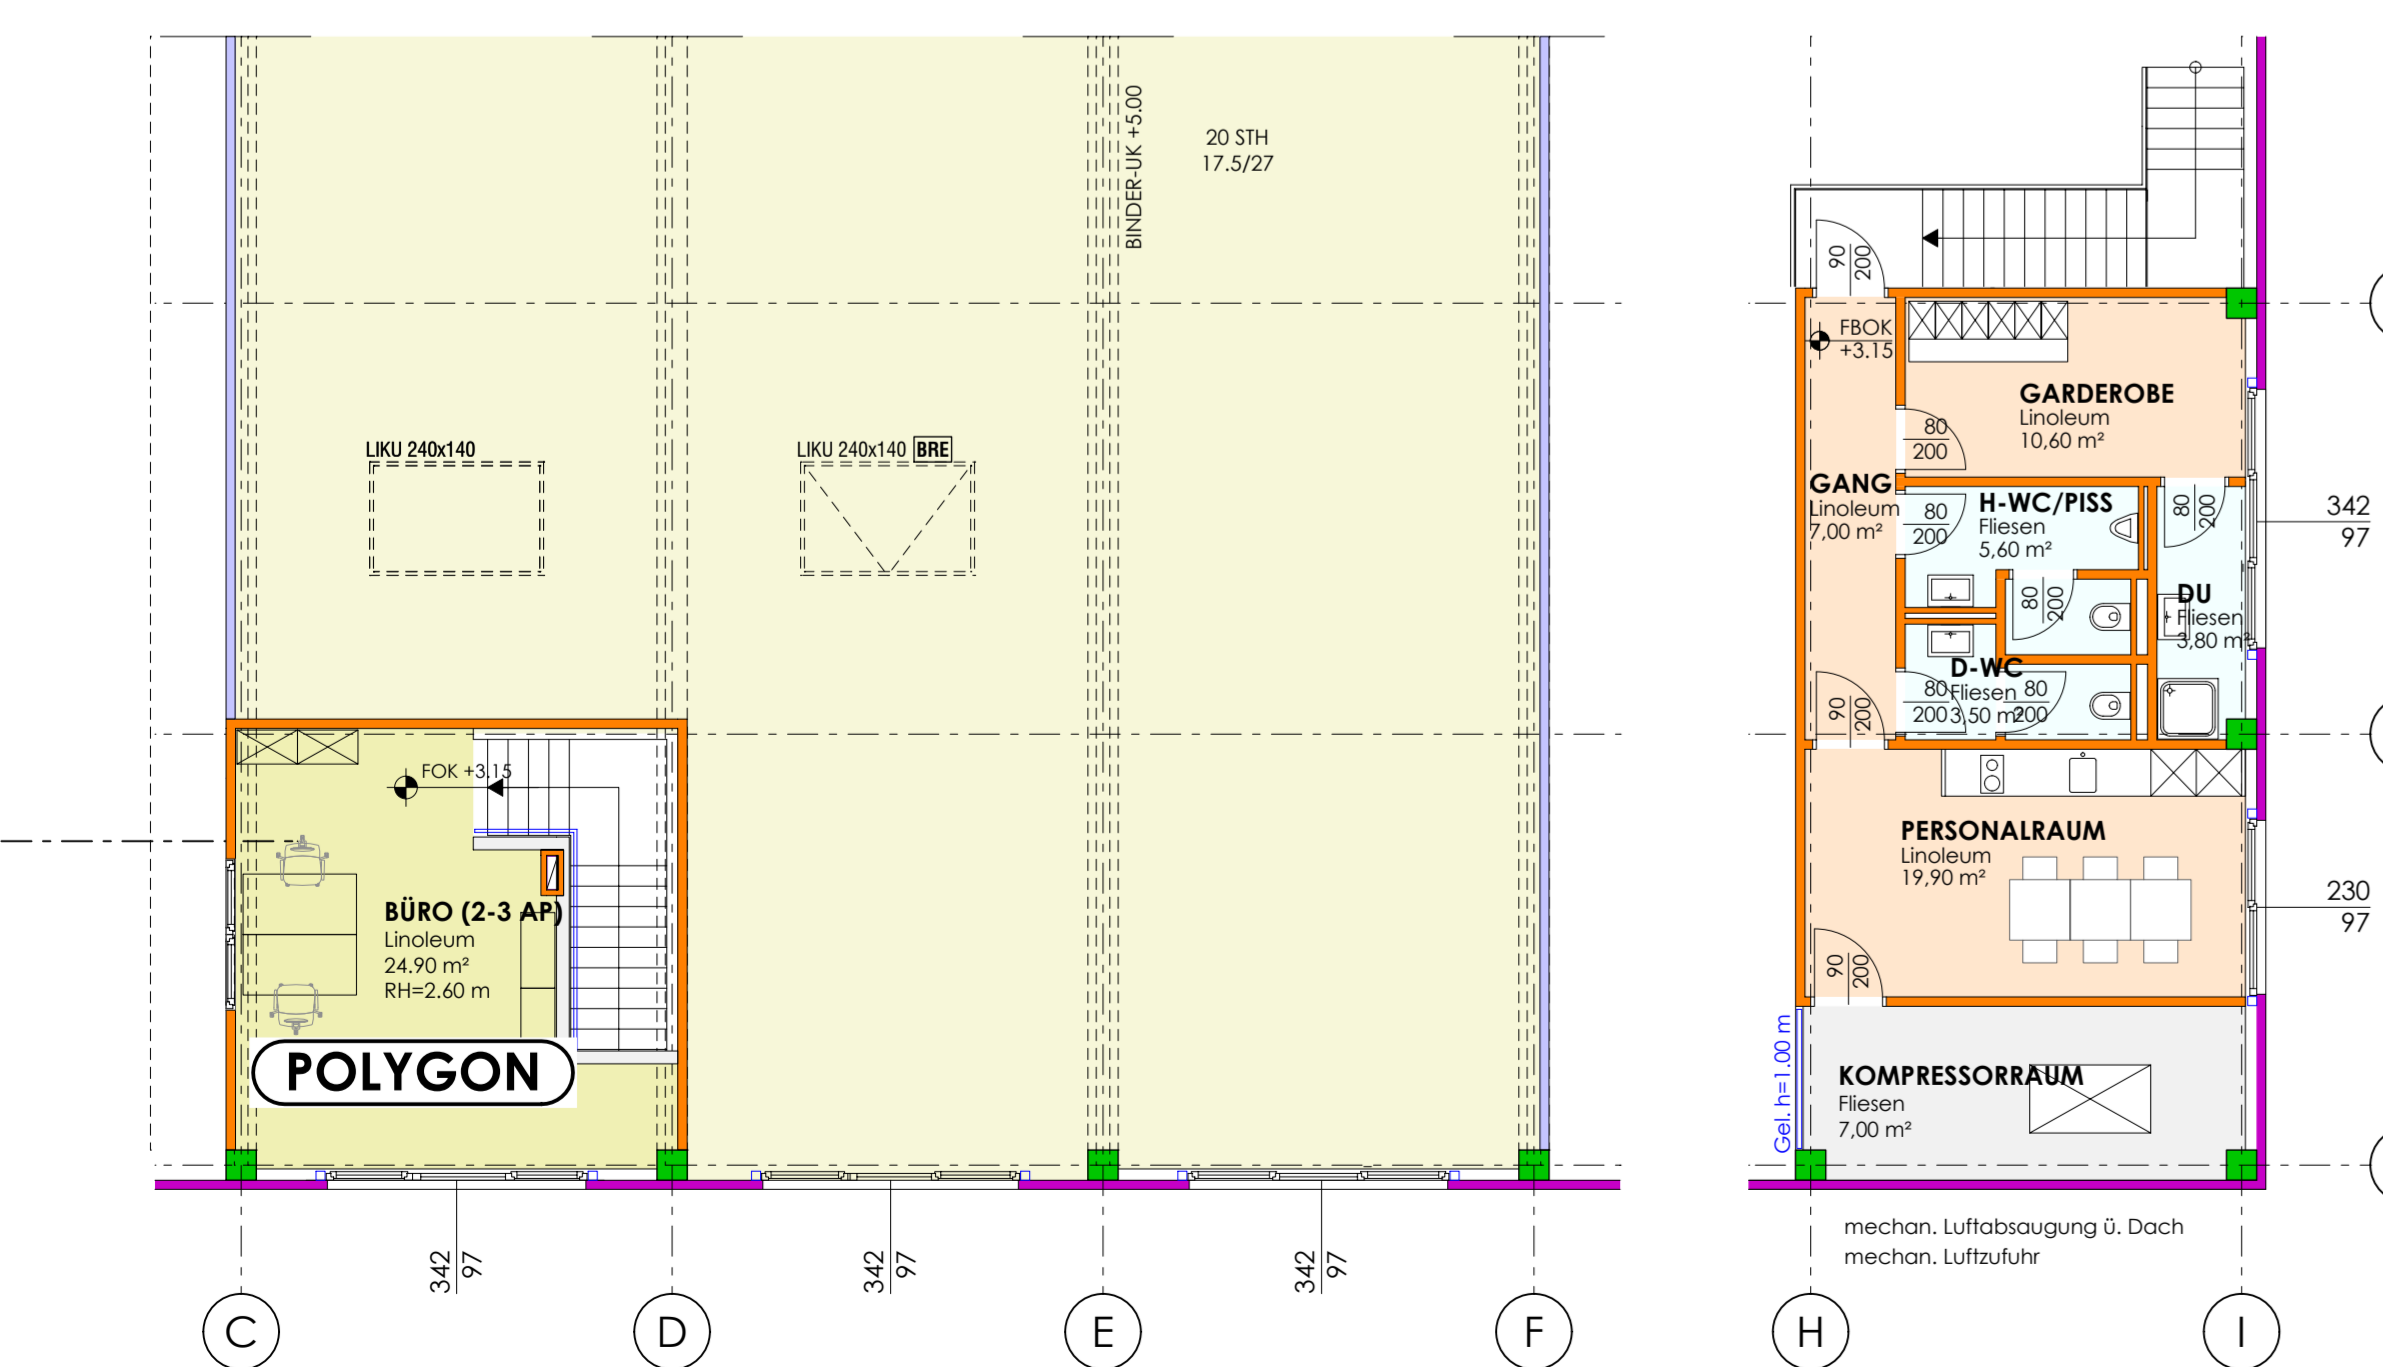 BINDER-UK +5.00
20 STH
17.5/27
LIKU 240x140
LIKU 240x140 BRE
FOK +3.15
BÜRO (2-3 AP)
Linoleum
24.90 m²
RH=2.60 m
POLYGON
342
97
342
97
342
97
C
D
E
F
90
200
FBOK
+3.15
GARDEROBE
Linoleum
10,60 m²
80
200
GANG
Linoleum
7,00 m²
H-WC/PISS
Fliesen
5,60 m²
80
200
80
200
342
97
80
200
DU
Fliesen
3,80 m²
D-WC
Fliesen
3,50 m²
80
200
80
200
90
200
PERSONALRAUM
Linoleum
19,90 m²
230
97
90
200
Gel. h=1.00 m
KOMPRESSORRAUM
Fliesen
7,00 m²
mechan. Luftabsaugung ü. Dach
mechan. Luftzufuhr
H
I